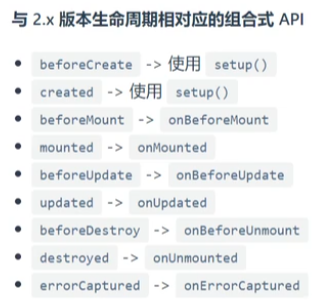 与 2.x 版本生命周期相对应的组合式 API
beforeCreate -> 使用 setup()
created -> 使用 setup()
beforeMount -> onBeforeMount
mounted -> onMounted
beforeUpdate -> onBeforeUpdate
updated -> onUpdated
beforeDestroy -> onBeforeUnmount
destroyed -> onUnmounted
errorCaptured -> onErrorCaptured